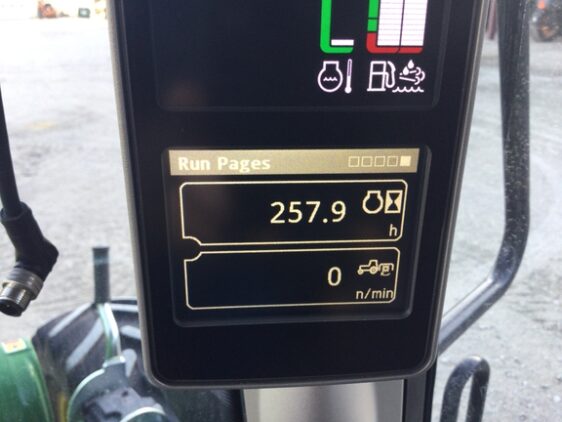 Run Pages
257.9
h
0
n/min